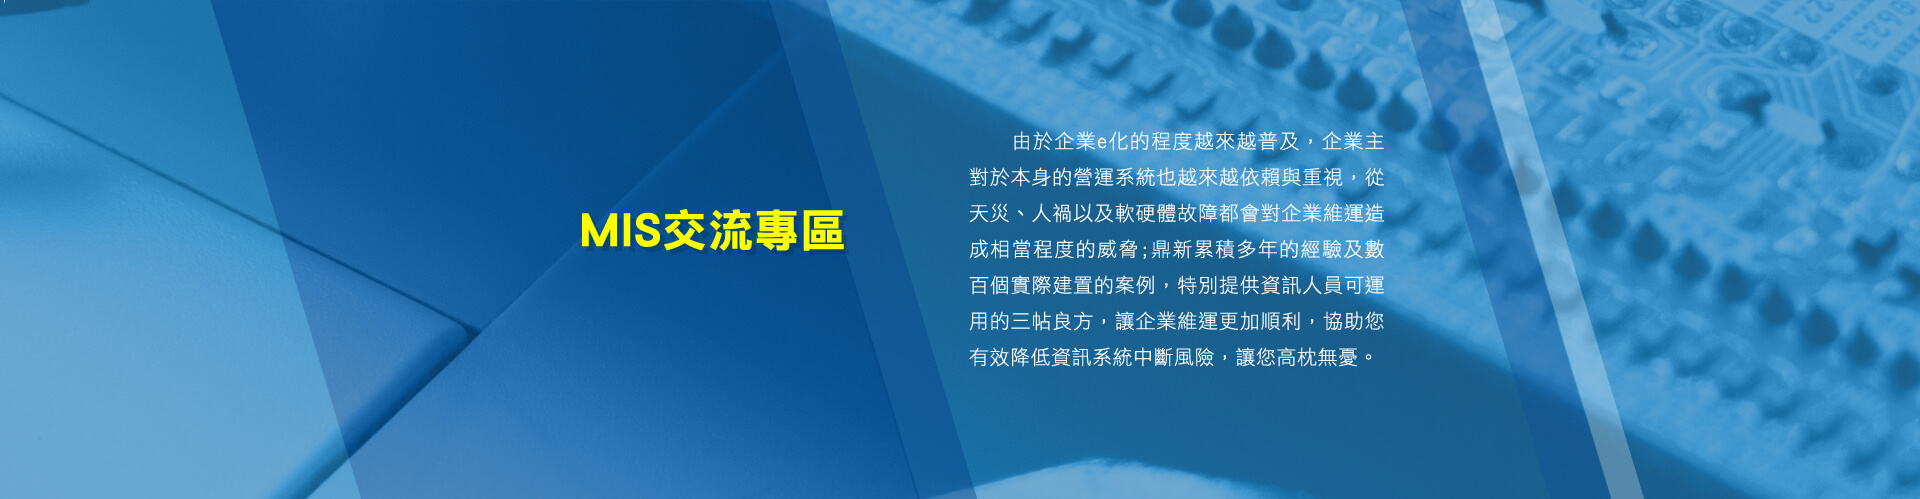 MIS交流專區
由於企業e化的程度越來越普及，企業主
對於本身的營運系統也越來越依賴與重視，從
天災、人禍以及軟硬體故障都會對企業維運造
成相當程度的威脅;鼎新累積多年的經驗及數
百個實際建置的案例，特別提供資訊人員可運
用的三帖良方，讓企業維運更加順利，協助您
有效降低資訊系統中斷風險，讓您高枕無憂。